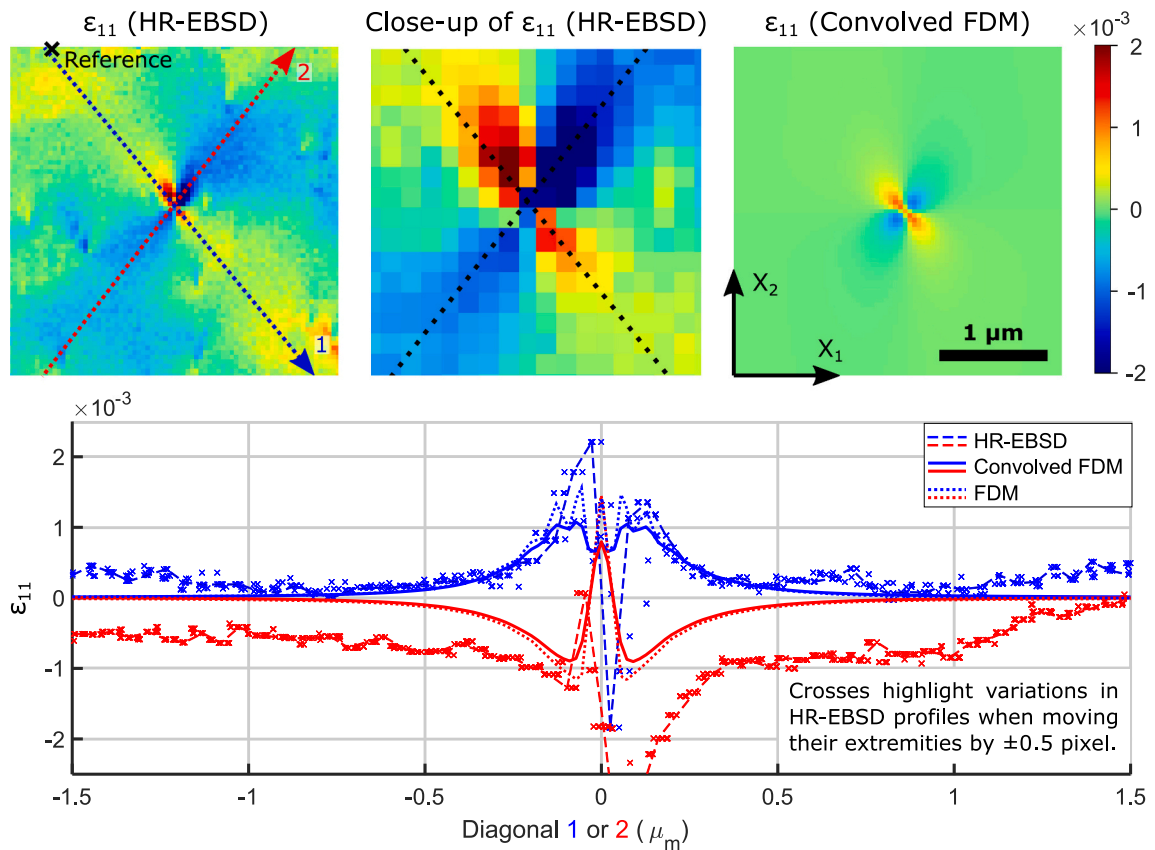 ε₁₁ (HR-EBSD)
Close-up of ε₁₁ (HR-EBSD)
ε₁₁ (Convolved FDM)
×10⁻³
Reference
2
1
X₂
X₁
1 μm
2
1
0
-1
-2
×10⁻³
2
1
0
-1
-2
ε₁₁
HR-EBSD
Convolved FDM
FDM
Crosses highlight variations in
HR-EBSD profiles when moving
their extremities by ±0.5 pixel.
-1.5
-1
-0.5
0
0.5
1
1.5
Diagonal 1 or 2 (μₘ)